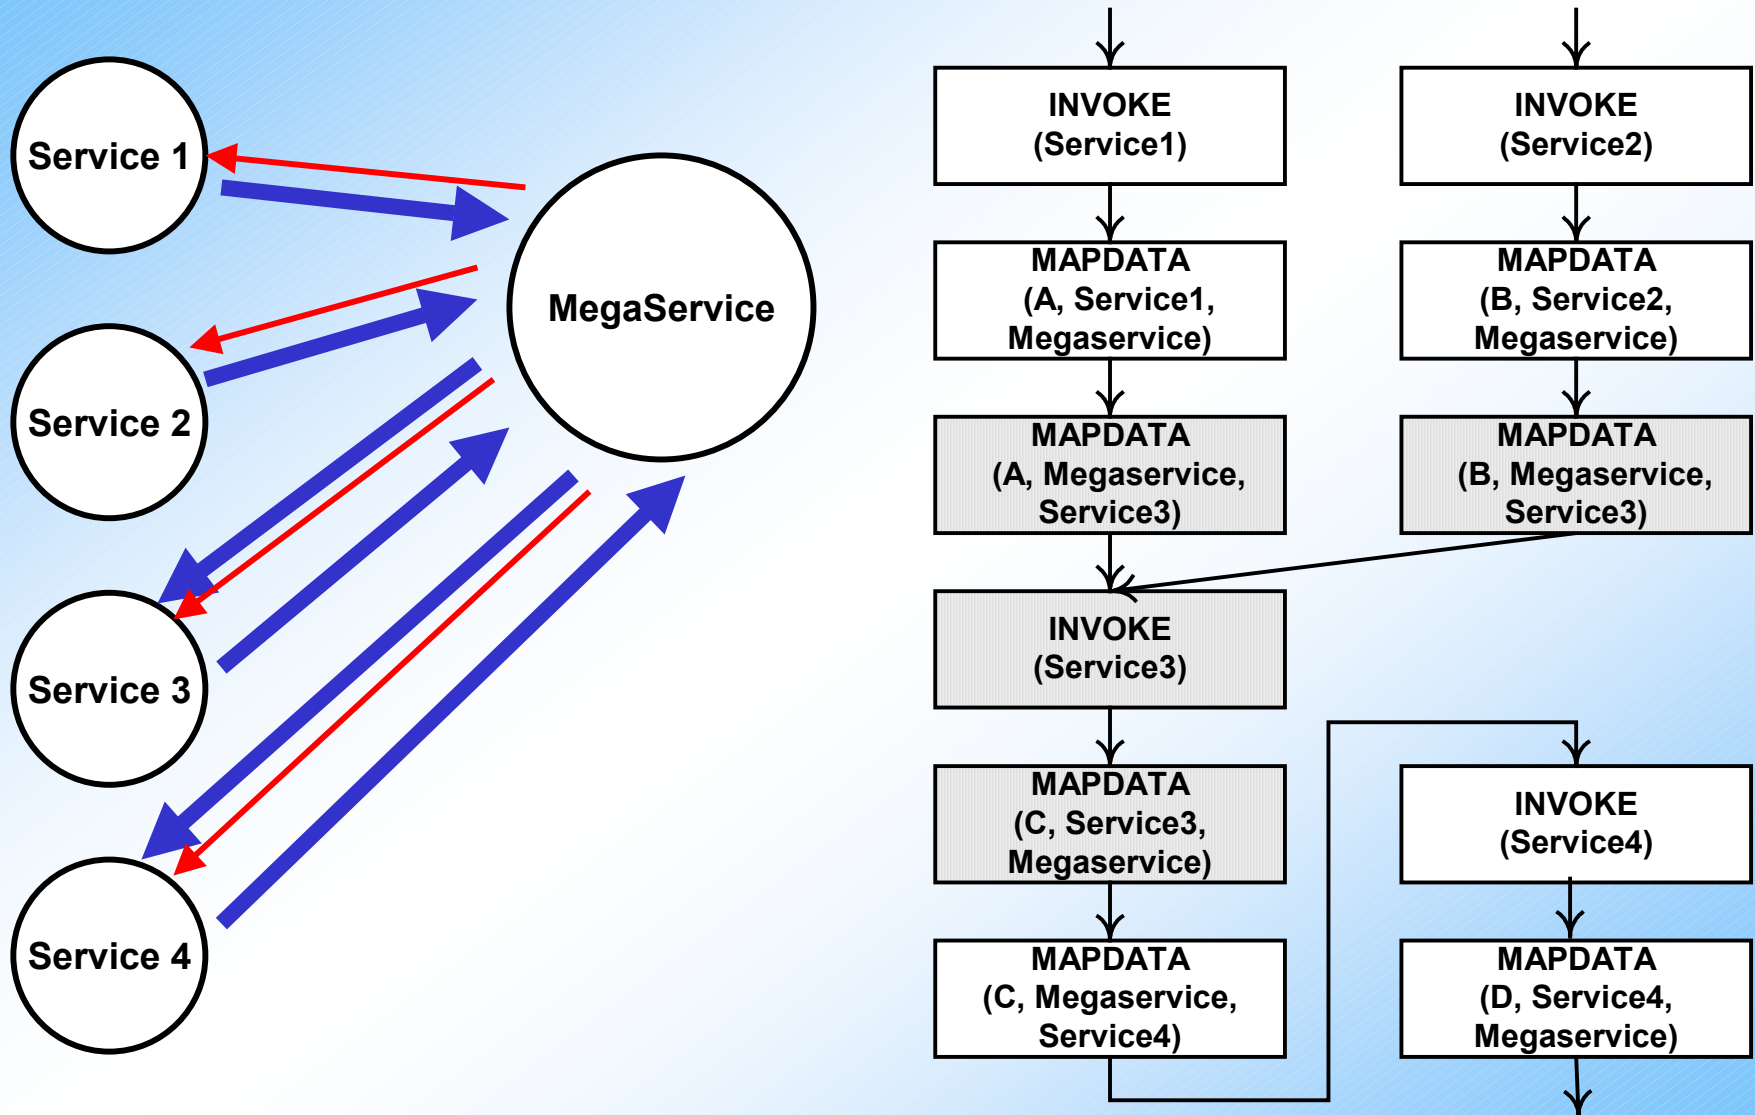 Service 1
Service 2
Service 3
Service 4
MegaService
INVOKE
(Service1)
MAPDATA
(A, Service1,
Megaservice)
MAPDATA
(A, Megaservice,
Service3)
INVOKE
(Service3)
MAPDATA
(C, Service3,
Megaservice)
MAPDATA
(C, Megaservice,
Service4)
INVOKE
(Service2)
MAPDATA
(B, Service2,
Megaservice)
MAPDATA
(B, Megaservice,
Service3)
INVOKE
(Service4)
MAPDATA
(D, Service4,
Megaservice)